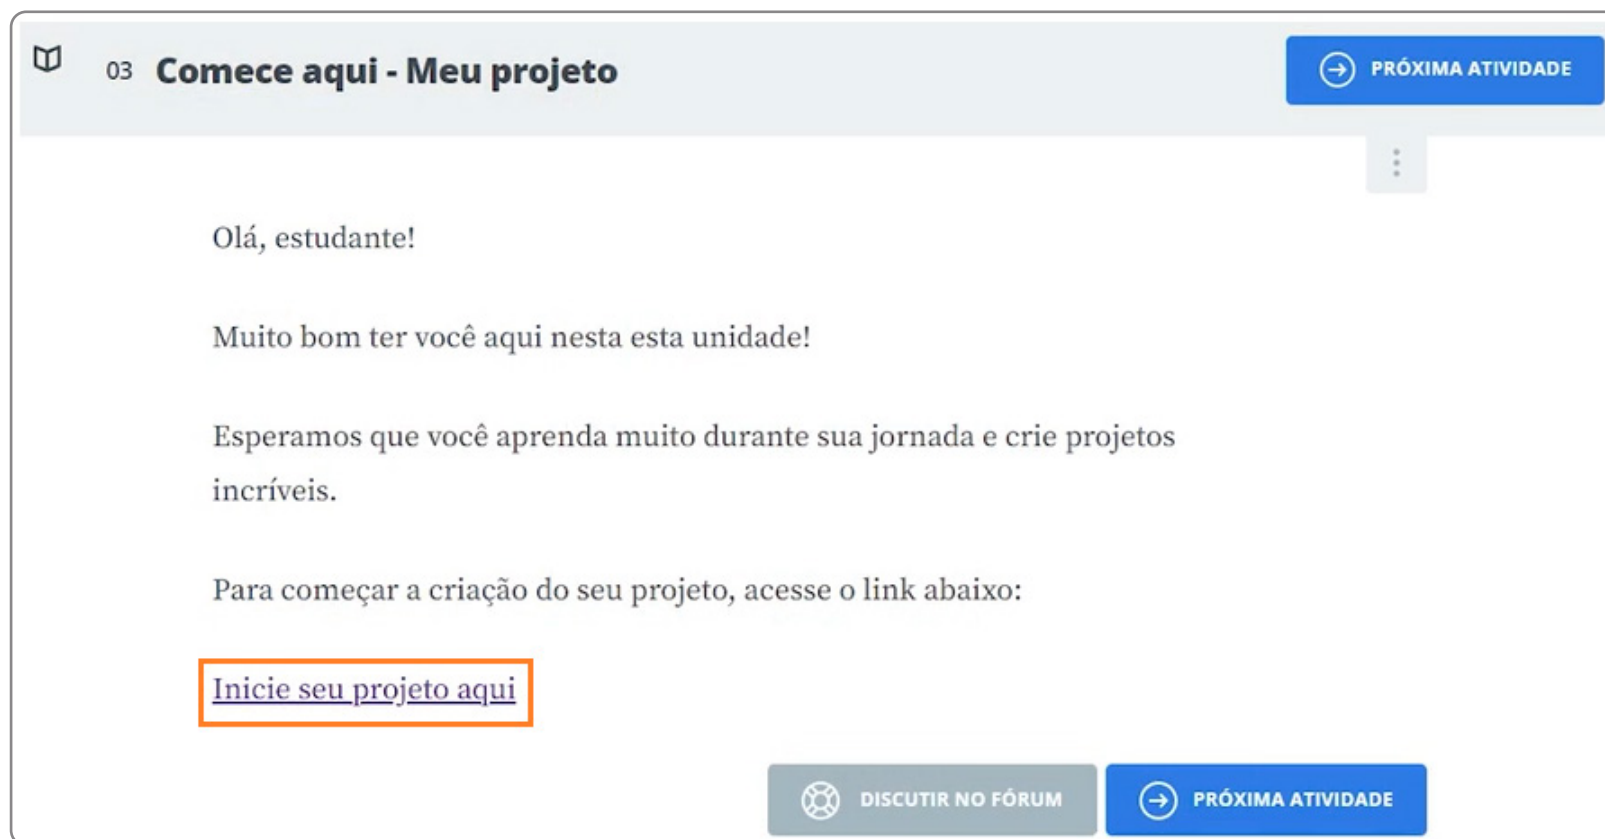 03 Comece aqui - Meu projeto
PRÓXIMA ATIVIDADE
Olá, estudante!
Muito bom ter você aqui nesta esta unidade!
Esperamos que você aprenda muito durante sua jornada e crie projetos
incríveis.
Para começar a criação do seu projeto, acesse o link abaixo:
Inicie seu projeto aqui
DISCUTIR NO FÓRUM
PRÓXIMA ATIVIDADE